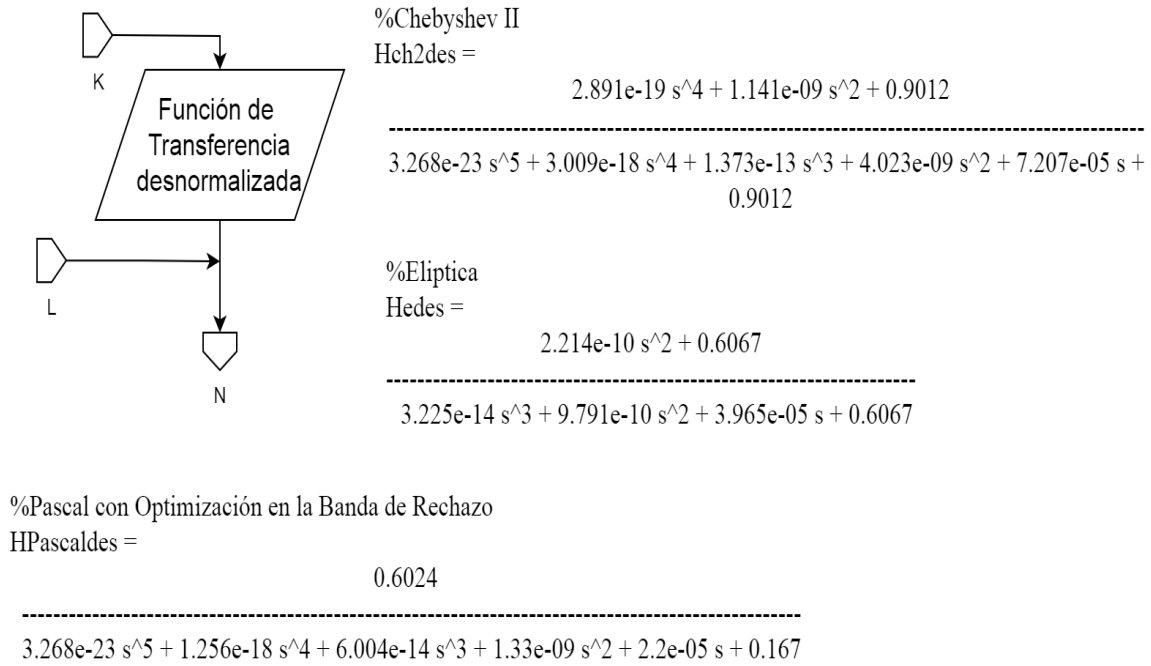 K
Función de
Transferencia
desnormalizada
L
N
%Chebyshev II
Hch2des =
2.891e-19 s^4 + 1.141e-09 s^2 + 0.9012
--------------------------------------------------------------------------------
3.268e-23 s^5 + 3.009e-18 s^4 + 1.373e-13 s^3 + 4.023e-09 s^2 + 7.207e-05 s +
0.9012
%Eliptica
Hedes =
2.214e-10 s^2 + 0.6067
--------------------------------------------------------
3.225e-14 s^3 + 9.791e-10 s^2 + 3.965e-05 s + 0.6067
%Pascal con Optimización en la Banda de Rechazo
HPascaldes =
0.6024
--------------------------------------------------------------------------------
3.268e-23 s^5 + 1.256e-18 s^4 + 6.004e-14 s^3 + 1.33e-09 s^2 + 2.2e-05 s + 0.167